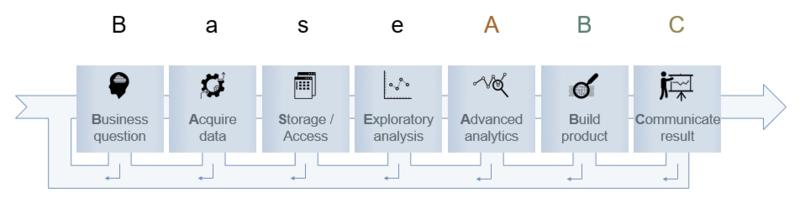 B a s e A B C
Business
question
Acquire
data
Storage /
Access
Exploratory
analysis
Advanced
analytics
Build
product
Communicate
result